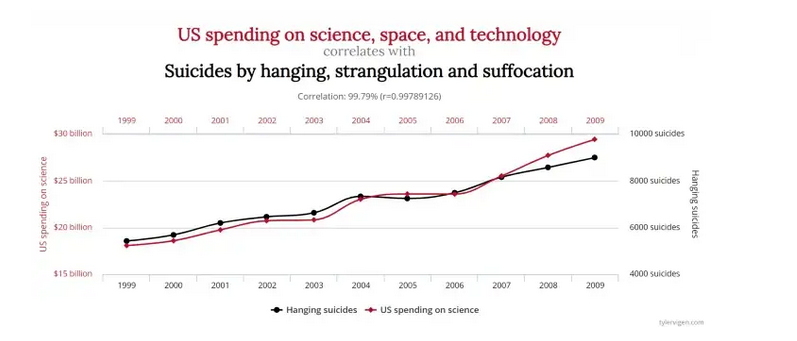 US spending on science, space, and technology
correlates with
Suicides by hanging, strangulation and suffocation
Correlation: 99.79% (r=0.99789126)
1999 2000 2001 2002 2003 2004 2005 2006 2007 2008 2009
$30 billion 10000 suicides
$25 billion 8000 suicides
$20 billion 6000 suicides
$15 billion 4000 suicides
US spending on science
Hanging suicides
1999 2000 2001 2002 2003 2004 2005 2006 2007 2008 2009
Hanging suicides US spending on science
tylervigen.com